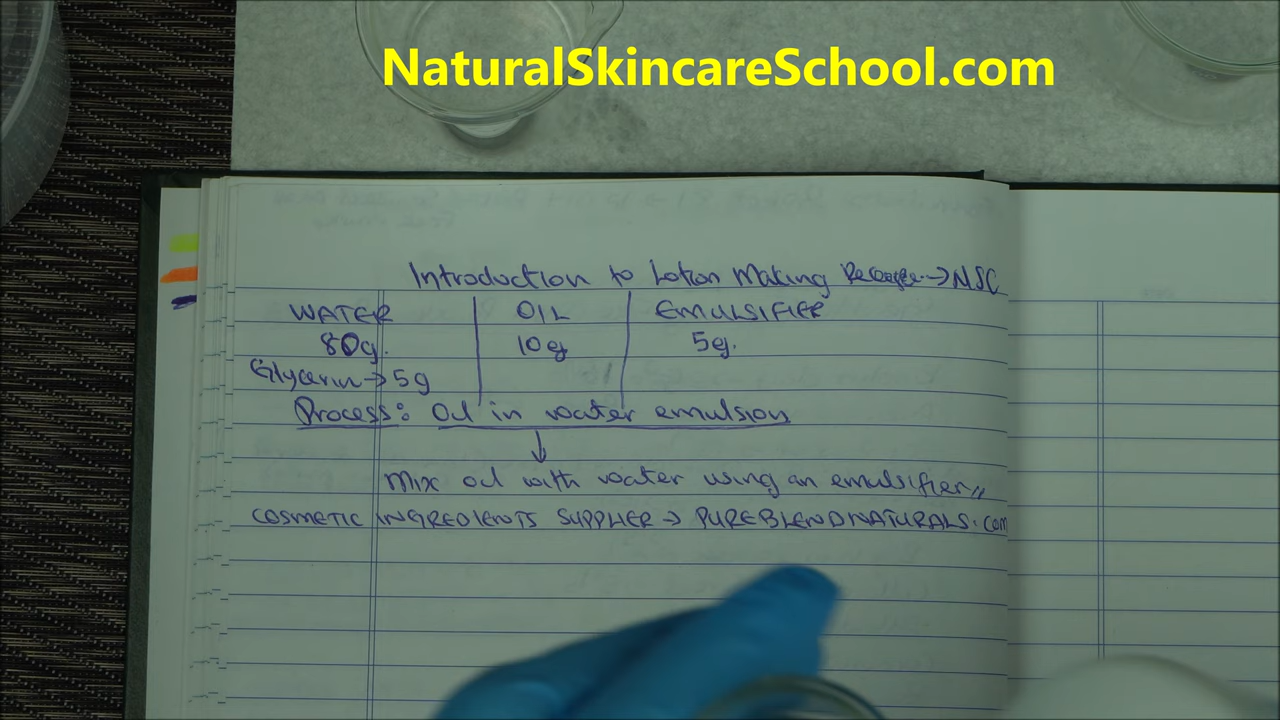 NaturalSkincareSchool.com
Introduction to Lotion Making → NSC
WATER OIL EMULSIFIER
80g. 10g 5g.
Glycerin → 5g
Process: Oil in water emulsion
↓
Mix oil with water using an emulsifier,,
COSMETIC INGREDIENTS SUPPLIER → PUREBLENDNATURALS.COM